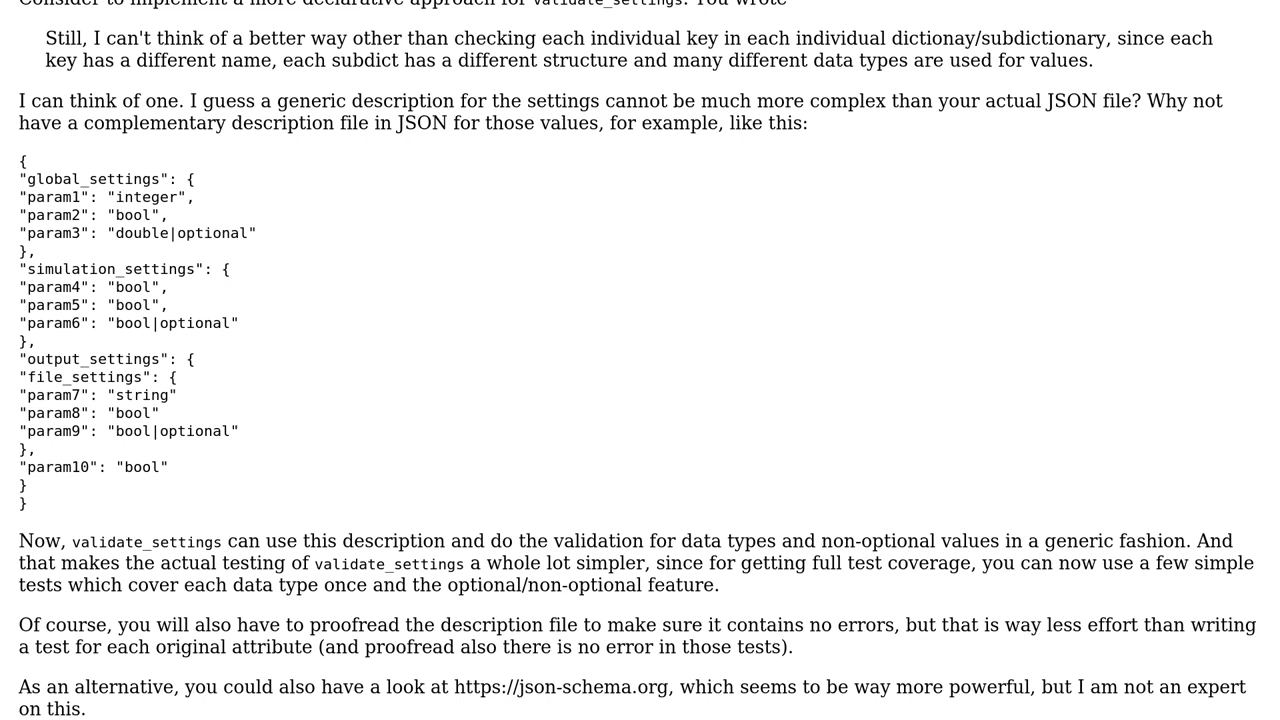 Consider to implement a more declarative approach for validate_settings. You wrote
Still, I can't think of a better way other than checking each individual key in each individual dictionay/subdictionary, since each
key has a different name, each subdict has a different structure and many different data types are used for values.
I can think of one. I guess a generic description for the settings cannot be much more complex than your actual JSON file? Why not
have a complementary description file in JSON for those values, for example, like this:
{
"global_settings": {
"param1": "integer",
"param2": "bool",
"param3": "double|optional"
},
"simulation_settings": {
"param4": "bool",
"param5": "bool",
"param6": "bool|optional"
},
"output_settings": {
"file_settings": {
"param7": "string"
"param8": "bool"
"param9": "bool|optional"
},
"param10": "bool"
}
}
Now, validate_settings can use this description and do the validation for data types and non-optional values in a generic fashion. And
that makes the actual testing of validate_settings a whole lot simpler, since for getting full test coverage, you can now use a few simple
tests which cover each data type once and the optional/non-optional feature.
Of course, you will also have to proofread the description file to make sure it contains no errors, but that is way less effort than writing
a test for each original attribute (and proofread also there is no error in those tests).
As an alternative, you could also have a look at https://json-schema.org, which seems to be way more powerful, but I am not an expert
on this.